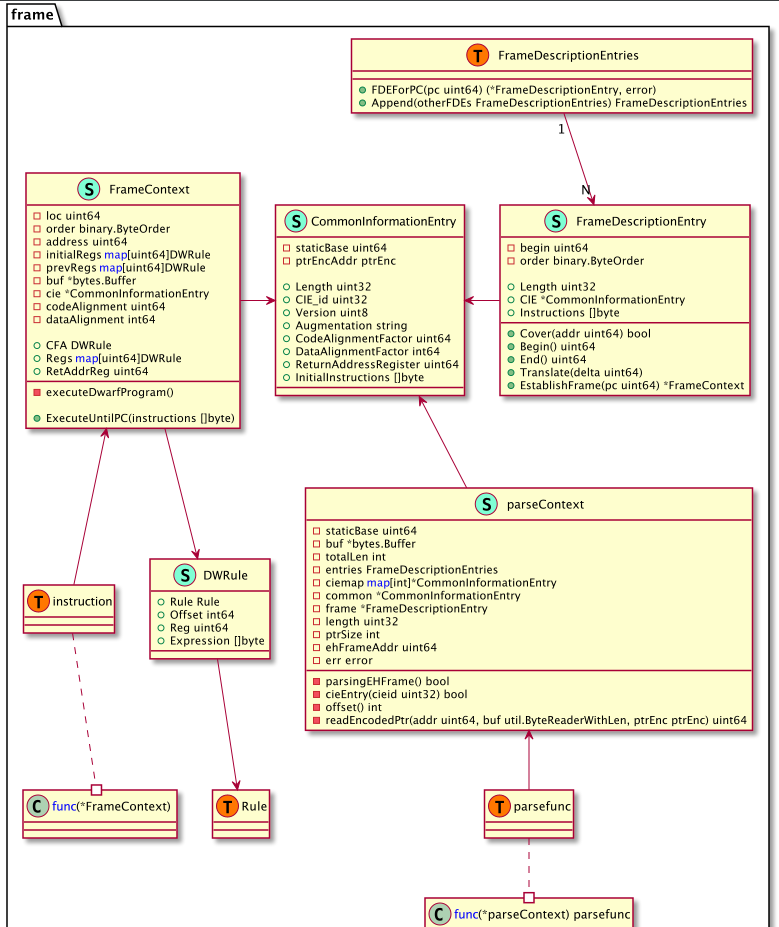 frame
T FrameDescriptionEntries
FDEForPC(pc uint64) (*FrameDescriptionEntry, error)
Append(otherFDEs FrameDescriptionEntries) FrameDescriptionEntries
1
N
S FrameContext
loc uint64
order binary.ByteOrder
address uint64
initialRegs map[uint64]DWRule
prevRegs map[uint64]DWRule
buf *bytes.Buffer
cie *CommonInformationEntry
codeAlignment uint64
dataAlignment int64
CFA DWRule
Regs map[uint64]DWRule
RetAddrReg uint64
executeDwarfProgram()
ExecuteUntilPC(instructions []byte)
S CommonInformationEntry
staticBase uint64
ptrEncAddr ptrEnc
Length uint32
CIE_id uint32
Version uint8
Augmentation string
CodeAlignmentFactor uint64
DataAlignmentFactor int64
ReturnAddressRegister uint64
InitialInstructions []byte
S FrameDescriptionEntry
begin uint64
order binary.ByteOrder
Length uint32
CIE *CommonInformationEntry
Instructions []byte
Cover(addr uint64) bool
Begin() uint64
End() uint64
Translate(delta uint64)
EstablishFrame(pc uint64) *FrameContext
S parseContext
staticBase uint64
buf *bytes.Buffer
totalLen int
entries FrameDescriptionEntries
ciemap map[int]*CommonInformationEntry
common *CommonInformationEntry
frame *FrameDescriptionEntry
length uint32
ptrSize int
ehFrameAddr uint64
err error
parsingEHFrame() bool
cieEntry(cieid uint32) bool
offset() int
readEncodedPtr(addr uint64, buf util.ByteReaderWithLen, ptrEnc ptrEnc) uint64
T instruction
S DWRule
Rule Rule
Offset int64
Reg uint64
Expression []byte
C func(*FrameContext)
T Rule
T parsefunc
C func(*parseContext) parsefunc